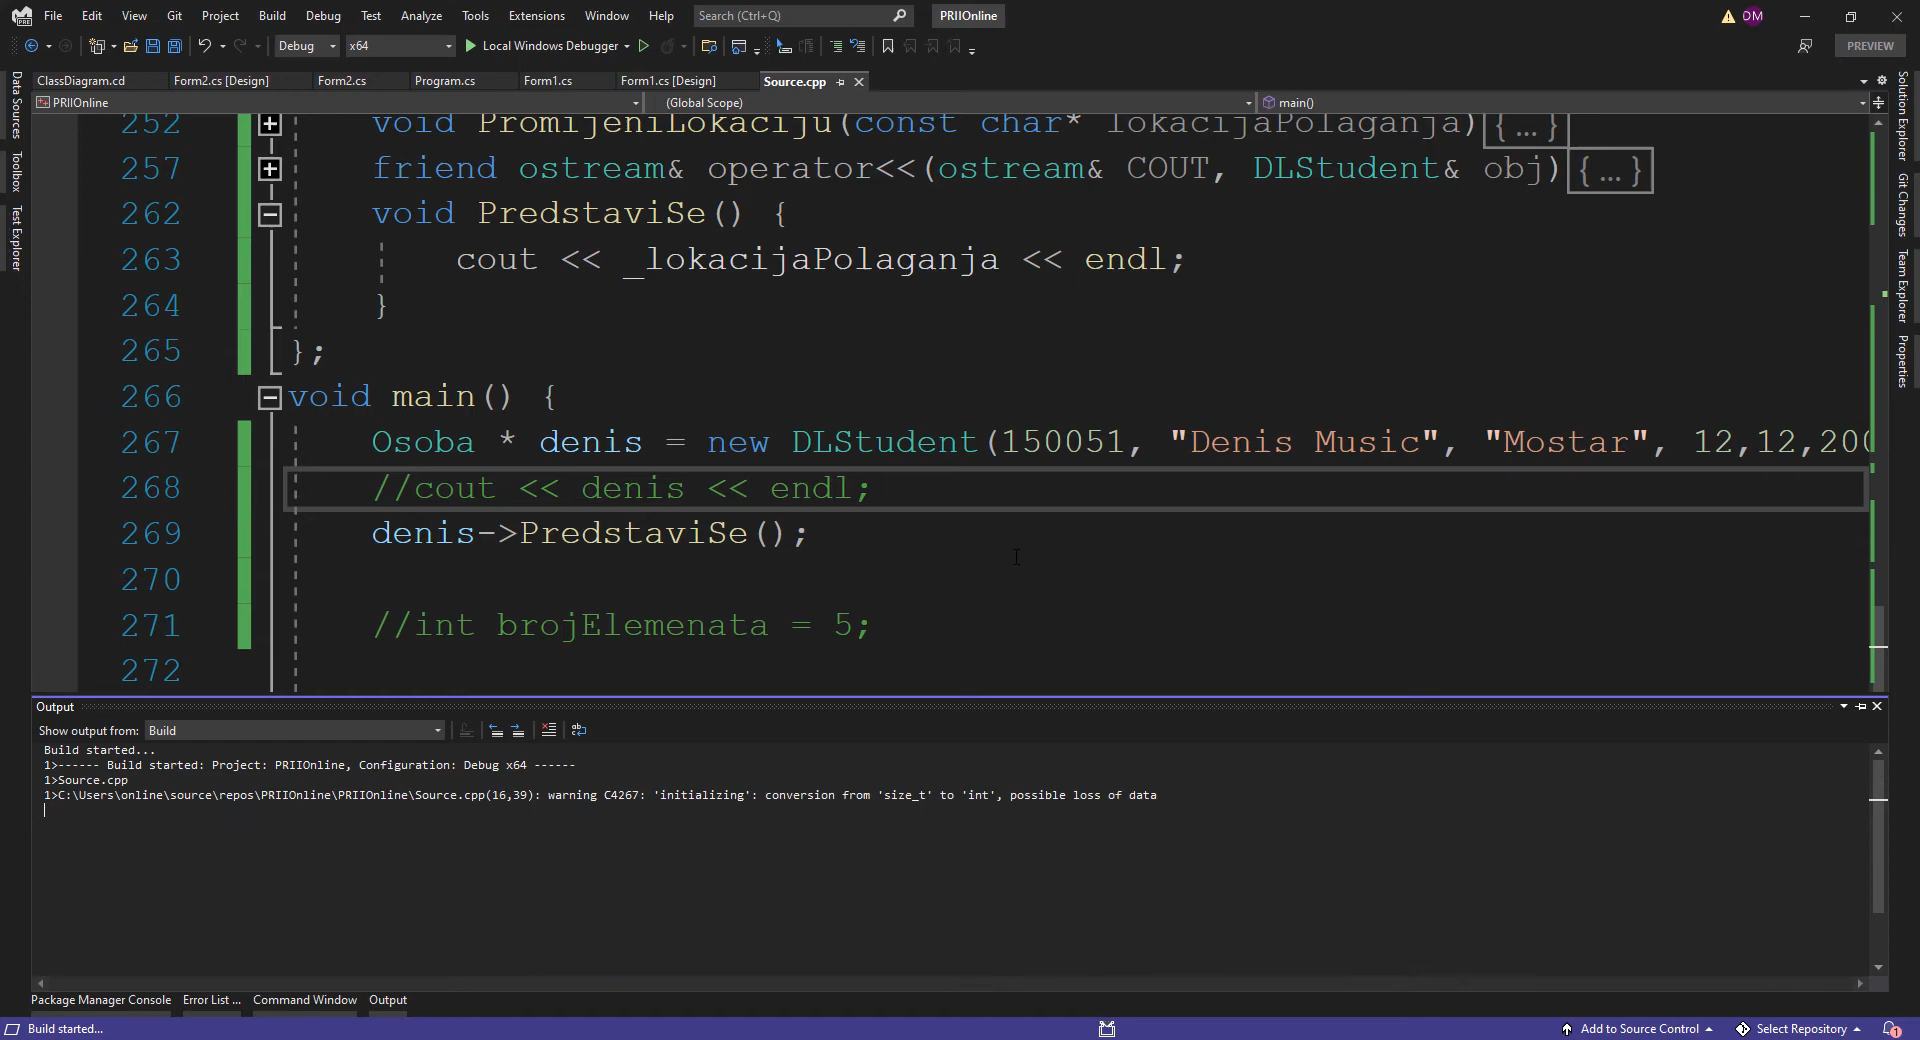 File Edit View Git Project Build Debug Test Analyze Tools Extensions Window Help Search (Ctrl+Q) PRIIOnline DM
Debug x64 Local Windows Debugger PREVIEW
ClassDiagram.cd Form2.cs [Design] Form2.cs Program.cs Form1.cs Form1.cs [Design] Source.cpp
PRIIOnline (Global Scope) main()
Data Sources
Toolbox
Test Explorer
Solution Explorer
Git Changes
Team Explorer
Properties
252 void PromijeniLokaciju(const char* lokacijaPolaganja){ ... }
257 friend ostream& operator<<(ostream& COUT, DLStudent& obj){ ... }
262 void PredstaviSe() {
263 cout << _lokacijaPolaganja << endl;
264 }
265 };
266 void main() {
267 Osoba * denis = new DLStudent(150051, "Denis Music", "Mostar", 12,12,200
268 //cout << denis << endl;
269 denis->PredstaviSe();
270
271 //int brojElemenata = 5;
272
Output
Show output from: Build
Build started...
1>------ Build started: Project: PRIIOnline, Configuration: Debug x64 ------
1>Source.cpp
1>C:\Users\online\source\repos\PRIIOnline\PRIIOnline\Source.cpp(16,39): warning C4267: 'initializing': conversion from 'size_t' to 'int', possible loss of data
Package Manager Console Error List ... Command Window Output
Build started... Add to Source Control Select Repository 1